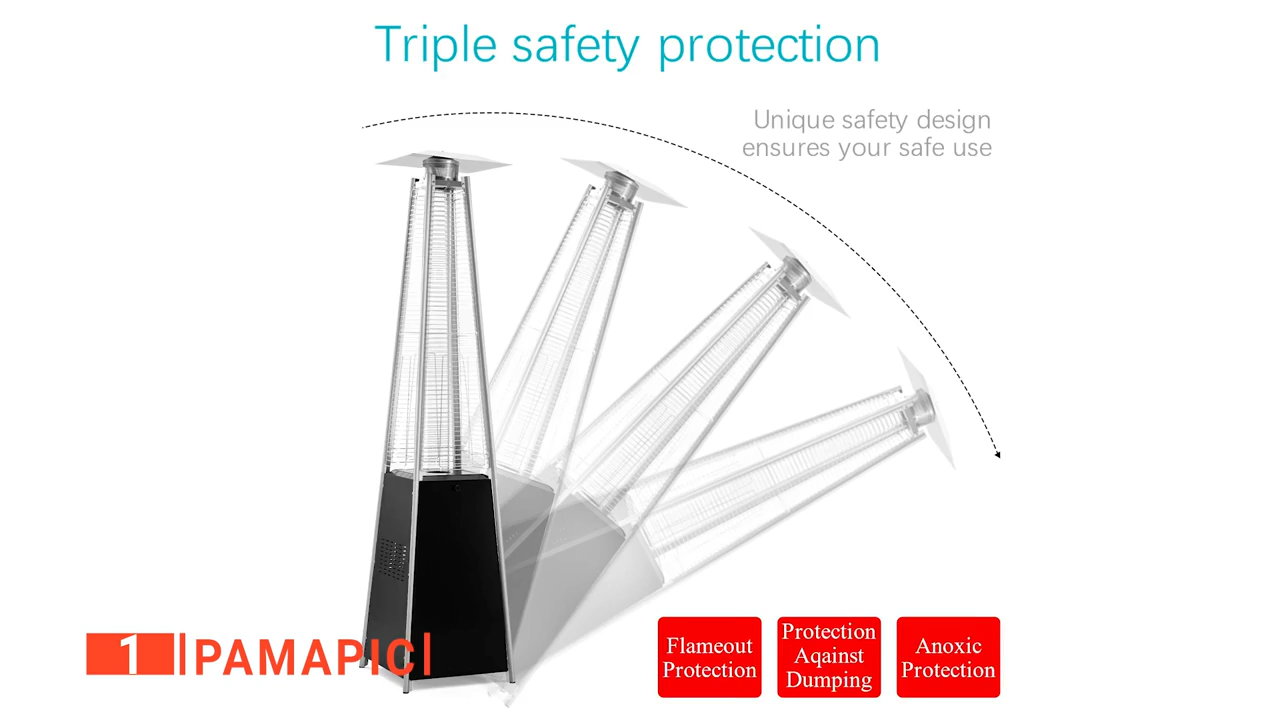 Triple safety protection
Unique safety design
ensures your safe use
1 PAMAPIC
Flameout
Protection
Protection
Aqainst
Dumping
Anoxic
Protection